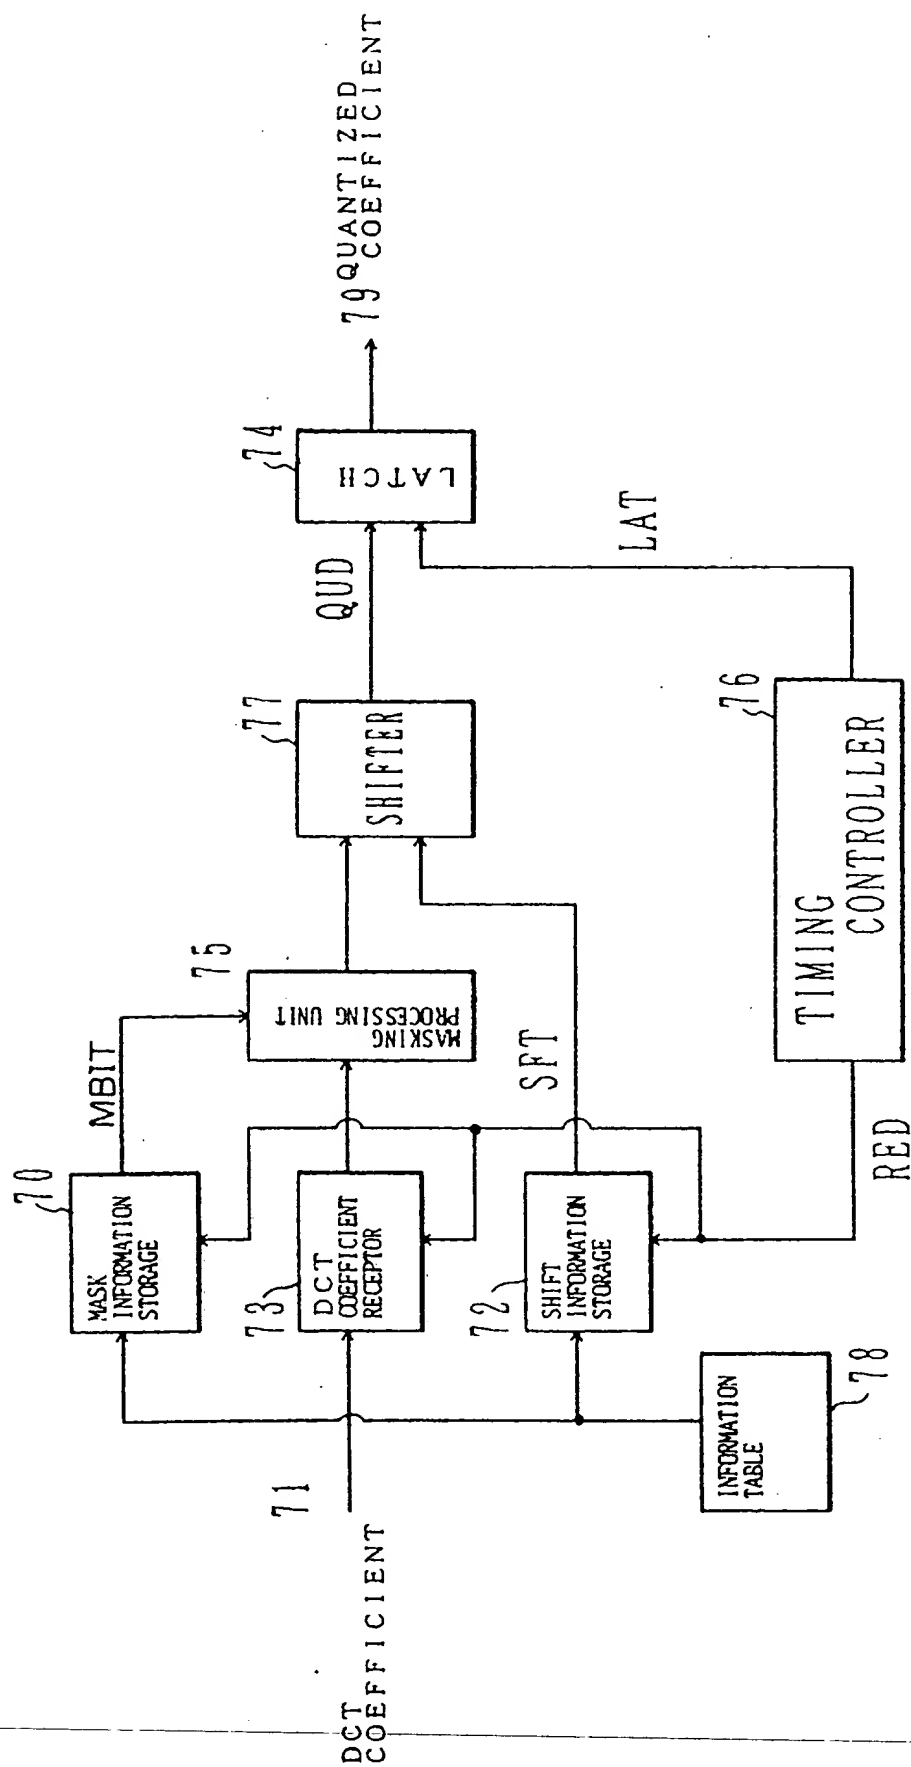 DCT
COEFFICIENT
71
70
MASK
INFORMATION
STORAGE
MBIT
73
DCT
COEFFICIENT
RECEPTOR
72
SHIFT
INFORMATION
STORAGE
SFT
78
INFORMATION
TABLE
75
MASKING
PROCESSING UNIT
77
SHIFTER
QUD
74
LATCH
79
QUANTIZED
COEFFICIENT
76
TIMING
CONTROLLER
RED
LAT